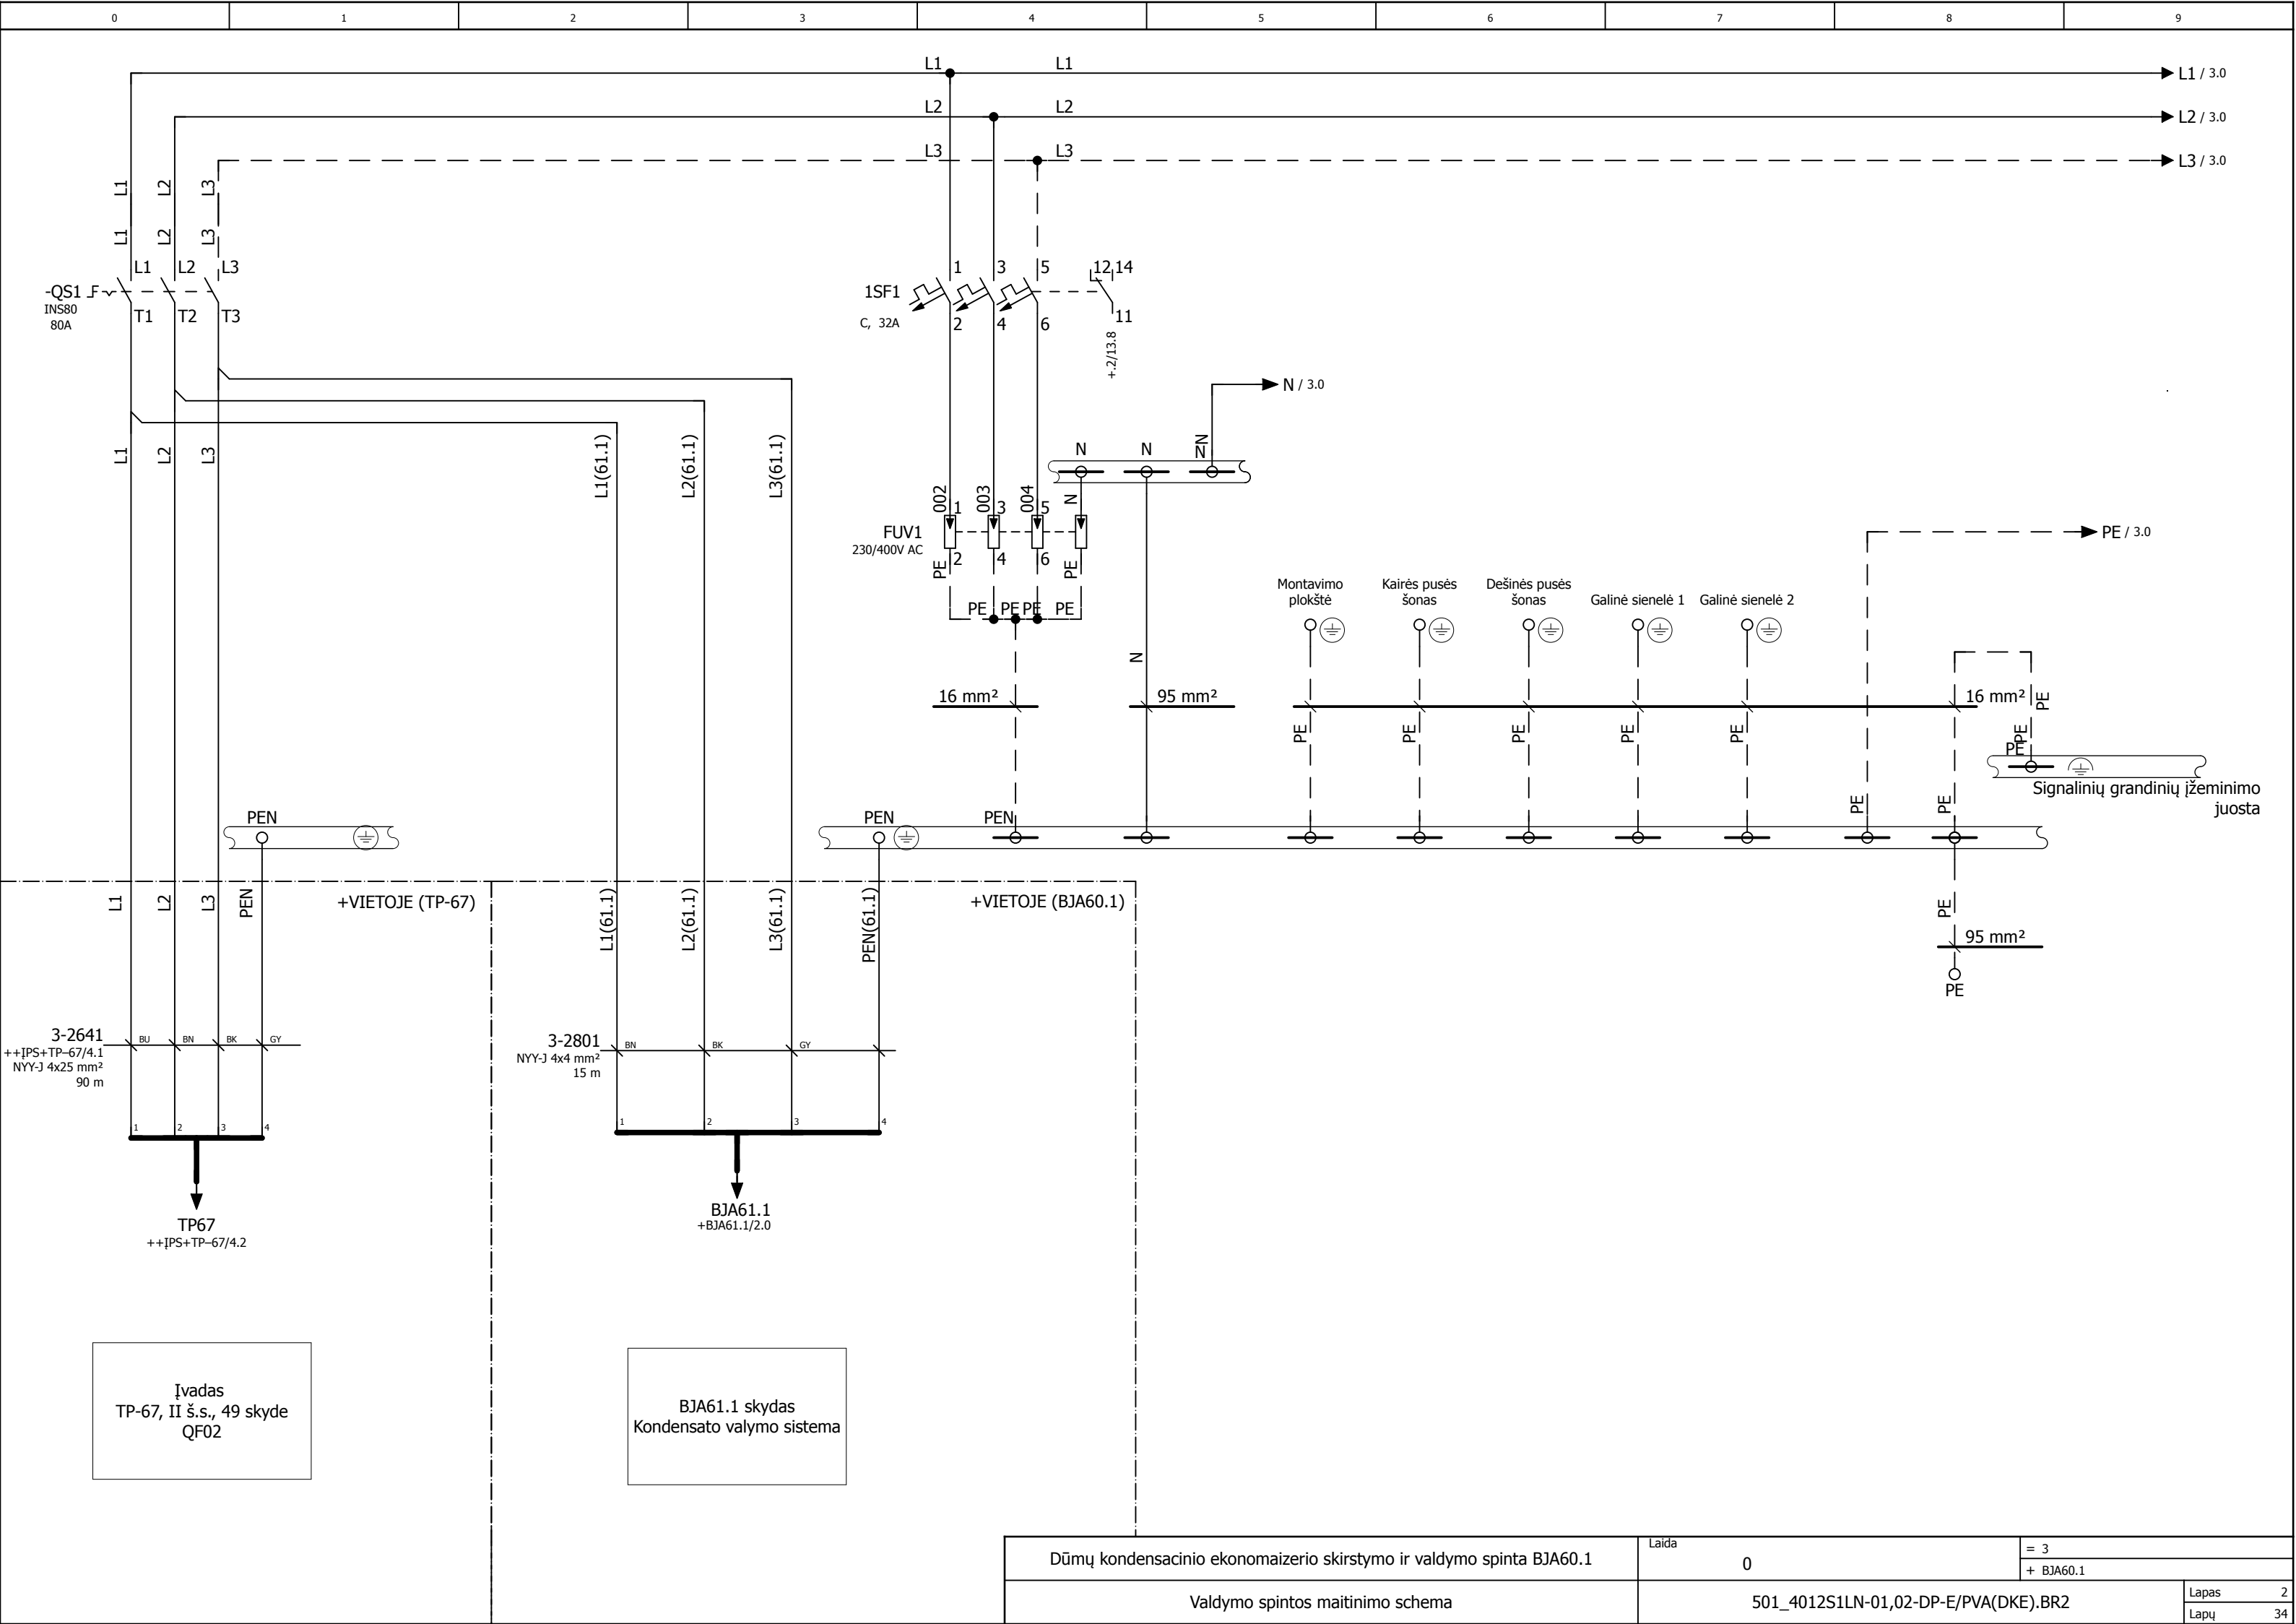 0
1
2
3
4
5
6
7
8
9
L1
L1
L1 / 3.0
L2
L2
L2 / 3.0
L3
L3
L3 / 3.0
L1
L2
L3
L1
L2
L3
L1
L2
L3
-QS1
INS80
80A
T1
T2
T3
1
3
5
12
14
1SF1
C, 32A
2
4
6
11
+.2/13.8
N / 3.0
L1
L2
L3
L1(61.1)
L2(61.1)
L3(61.1)
N
N
N
N
002
003
004
N
1
3
5
FUV1
230/400V AC
2
4
6
PE
PE
PE
PE
PE
PE
PE / 3.0
Montavimo
plokštė
Kairės pusės
šonas
Dešinės pusės
šonas
Galinė sienelė 1
Galinė sienelė 2
N
16 mm²
95 mm²
16 mm²
PE
PE
PE
PE
PE
PE
PE
PE
Signalinių grandinių įžeminimo
juosta
PE
PE
PEN
PEN
PEN
L1
L2
L3
PEN
+VIETOJE (TP-67)
L1(61.1)
L2(61.1)
L3(61.1)
PEN(61.1)
+VIETOJE (BJA60.1)
PE
95 mm²
PE
3-2641
++ĮPS+TP–67/4.1
NYY-J 4x25 mm²
90 m
BU
BN
BK
GY
3-2801
NYY-J 4x4 mm²
15 m
BN
BK
GY
1
2
3
4
1
2
3
4
TP67
++ĮPS+TP–67/4.2
BJA61.1
+BJA61.1/2.0
Įvadas
TP-67, II š.s., 49 skyde
QF02
BJA61.1 skydas
Kondensato valymo sistema
Dūmų kondensacinio ekonomaizerio skirstymo ir valdymo spinta BJA60.1
Laida
0
= 3
+ BJA60.1
Valdymo spintos maitinimo schema
501_4012S1LN-01,02-DP-E/PVA(DKE).BR2
Lapas 2
Lapų 34